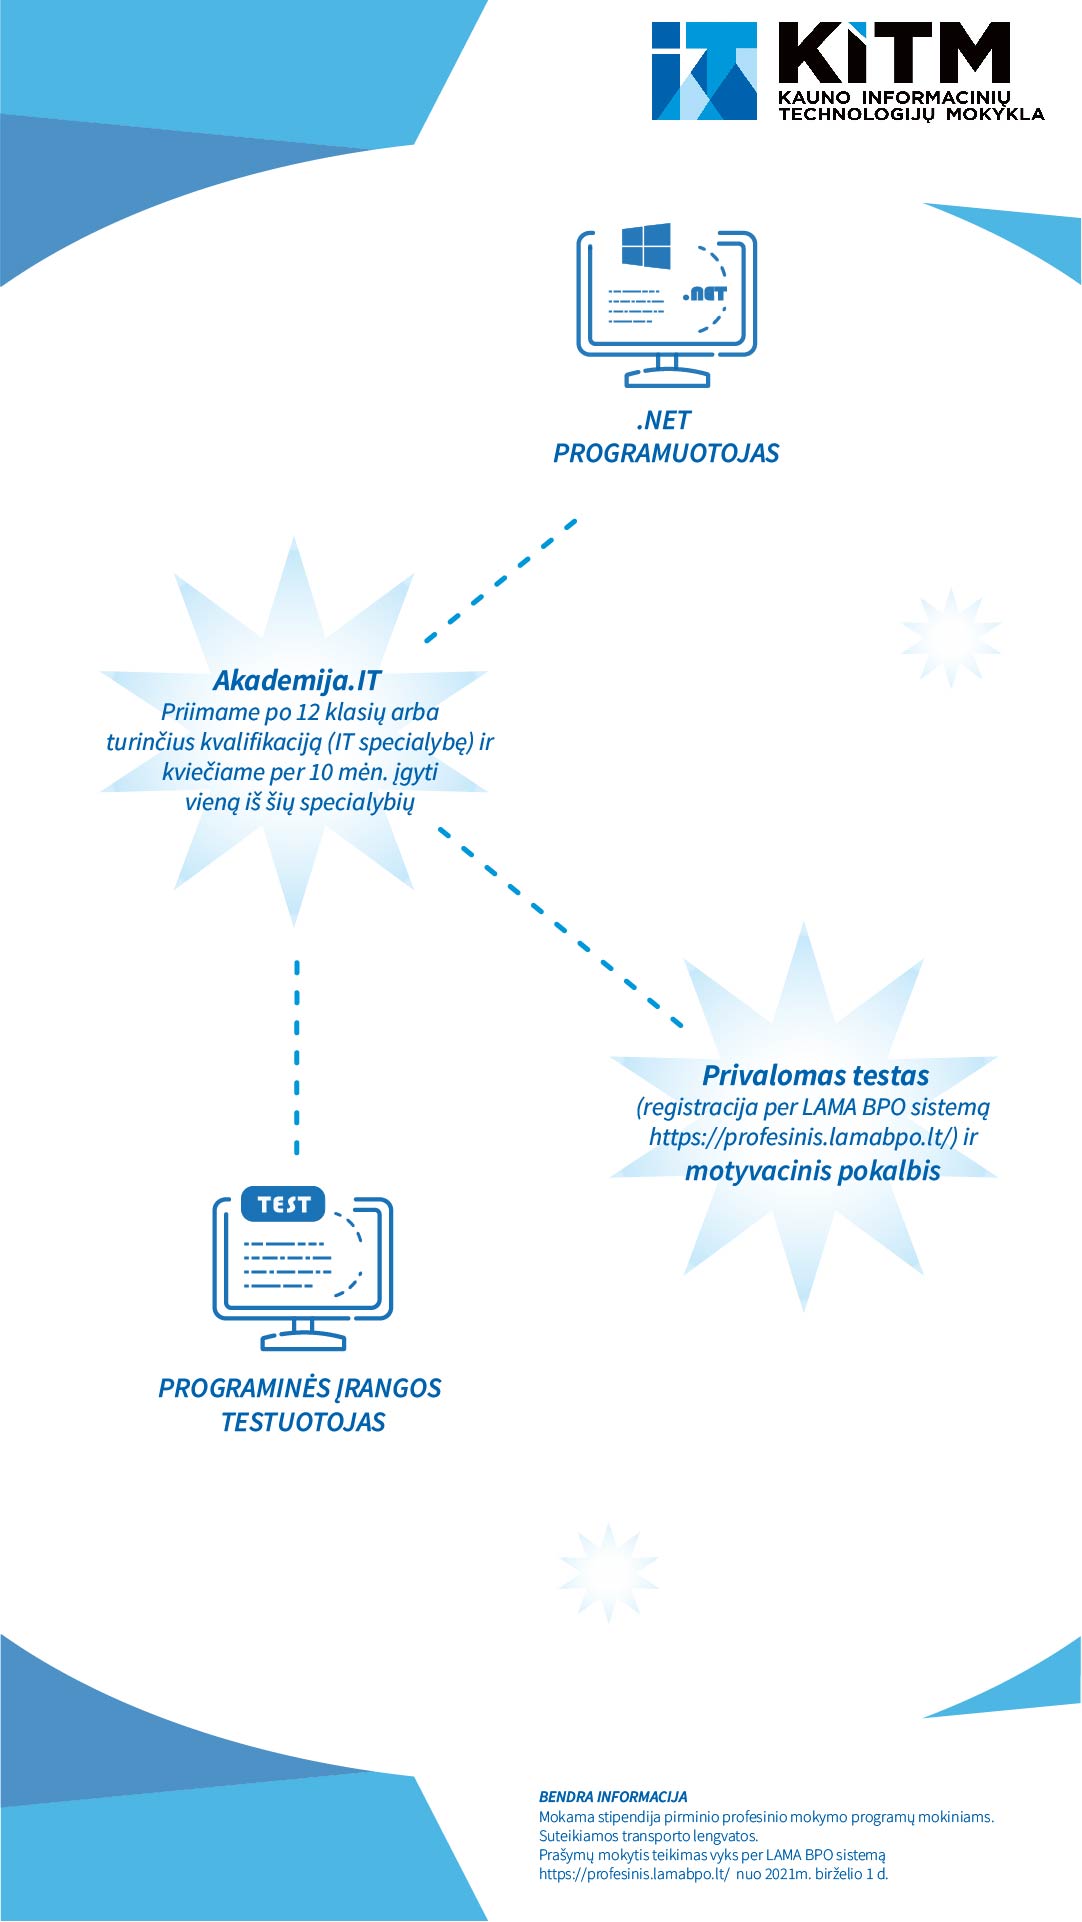 iT KiTM
KAUNO INFORMACINIŲ
TECHNOLOGIJŲ MOKYKLA
.NET
.NET
PROGRAMUOTOJAS
Akademija.IT
Priimame po 12 klasių arba
turinčius kvalifikaciją (IT specialybę) ir
kviečiame per 10 mėn. įgyti
vieną iš šių specialybių
Privalomas testas
(registracija per LAMA BPO sistemą
https://profesinis.lamabpo.lt/) ir
motyvacinis pokalbis
TEST
PROGRAMINĖS ĮRANGOS
TESTUOTOJAS
BENDRA INFORMACIJA
Mokama stipendija pirminio profesinio mokymo programų mokiniams.
Suteikiamos transporto lengvatos.
Prašymų mokytis teikimas vyks per LAMA BPO sistemą
https://profesinis.lamabpo.lt/ nuo 2021m. birželio 1 d.